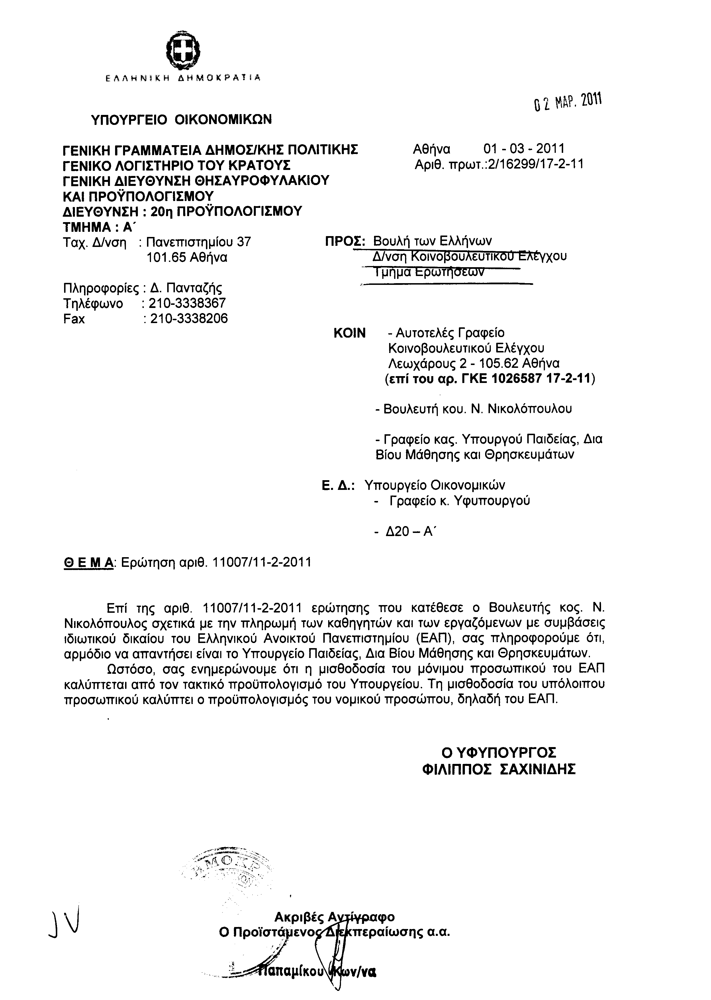 ΕΛΛΗΝΙΚΗ ΔΗΜΟΚΡΑΤΙΑ
02 ΜΑΡ. 2011
ΥΠΟΥΡΓΕΙΟ ΟΙΚΟΝΟΜΙΚΩΝ
ΓΕΝΙΚΗ ΓΡΑΜΜΑΤΕΙΑ ΔΗΜΟΣ/ΚΗΣ ΠΟΛΙΤΙΚΗΣ
ΓΕΝΙΚΟ ΛΟΓΙΣΤΗΡΙΟ ΤΟΥ ΚΡΑΤΟΥΣ
ΓΕΝΙΚΗ ΔΙΕΥΘΥΝΣΗ ΘΗΣΑΥΡΟΦΥΛΑΚΙΟΥ
ΚΑΙ ΠΡΟΫΠΟΛΟΓΙΣΜΟΥ
ΔΙΕΥΘΥΝΣΗ : 20η ΠΡΟΫΠΟΛΟΓΙΣΜΟΥ
ΤΜΗΜΑ : Α΄
Ταχ. Δ/νση : Πανεπιστημίου 37
101.65 Αθήνα
Πληροφορίες : Δ. Πανταζής
Τηλέφωνο : 210-3338367
Fax : 210-3338206
Αθήνα 01 - 03 - 2011
Αριθ. πρωτ.:2/16299/17-2-11
ΠΡΟΣ: Βουλή των Ελλήνων
Δ/νση Κοινοβουλευτικού Ελέγχου
Τμήμα Ερωτήσεων
ΚΟΙΝ - Αυτοτελές Γραφείο
Κοινοβουλευτικού Ελέγχου
Λεωχάρους 2 - 105.62 Αθήνα
(επί του αρ. ΓΚΕ 1026587 17-2-11)
- Βουλευτή κου. Ν. Νικολόπουλου
- Γραφείο κας. Υπουργού Παιδείας, Δια
Βίου Μάθησης και Θρησκευμάτων
Ε. Δ.: Υπουργείο Οικονομικών
- Γραφείο κ. Υφυπουργού
- Δ20 – Α΄
Θ Ε Μ Α: Ερώτηση αριθ. 11007/11-2-2011
Επί της αριθ. 11007/11-2-2011 ερώτησης που κατέθεσε ο Βουλευτής κος. Ν.
Νικολόπουλος σχετικά με την πληρωμή των καθηγητών και των εργαζόμενων με συμβάσεις
ιδιωτικού δικαίου του Ελληνικού Ανοικτού Πανεπιστημίου (ΕΑΠ), σας πληροφορούμε ότι,
αρμόδιο να απαντήσει είναι το Υπουργείο Παιδείας, Δια Βίου Μάθησης και Θρησκευμάτων.
Ωστόσο, σας ενημερώνουμε ότι η μισθοδοσία του μόνιμου προσωπικού του ΕΑΠ
καλύπτεται από τον τακτικό προϋπολογισμό του Υπουργείου. Τη μισθοδοσία του υπόλοιπου
προσωπικού καλύπτει ο προϋπολογισμός του νομικού προσώπου, δηλαδή του ΕΑΠ.
Ο ΥΦΥΠΟΥΡΓΟΣ
ΦΙΛΙΠΠΟΣ ΣΑΧΙΝΙΔΗΣ
Ακριβές Αντίγραφο
Ο Προϊστάμενος Διεκπεραίωσης α.α.
Παπαμίκου Κων/να